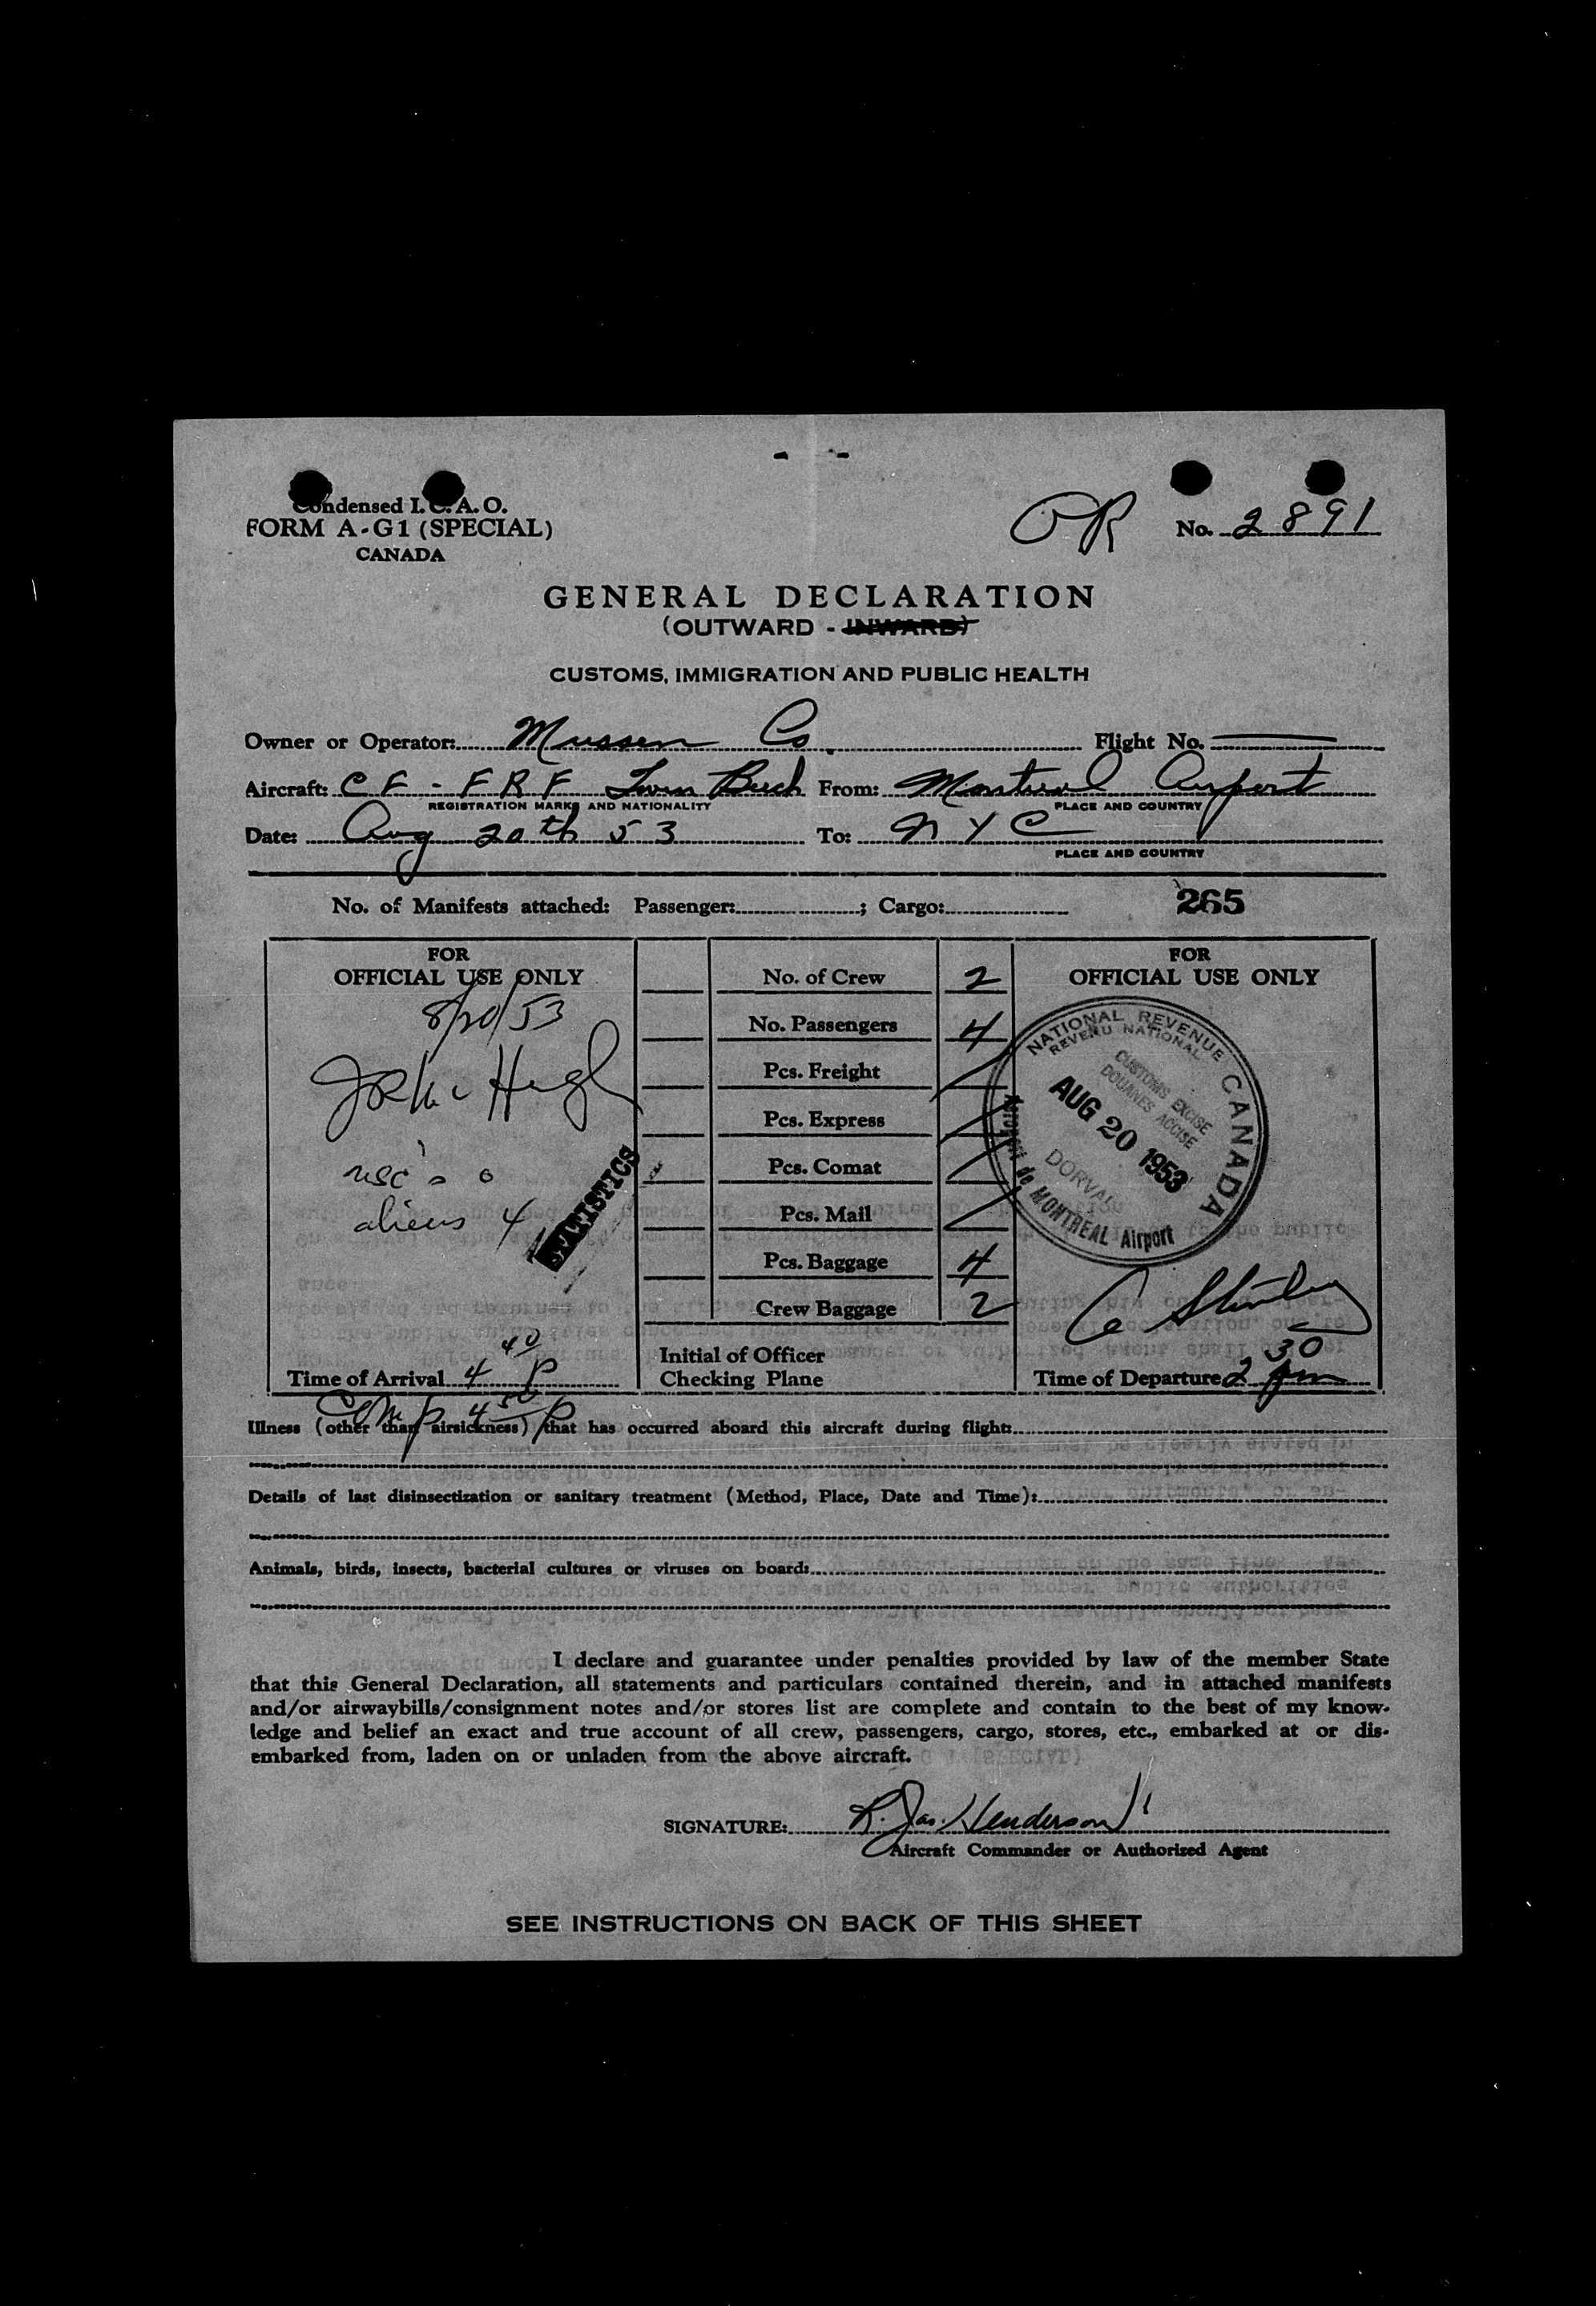 Condensed I.C.A.O.
FORM A-G1 (SPECIAL)
CANADA
OR No. 2891
GENERAL DECLARATION
(OUTWARD - INWARD)
CUSTOMS, IMMIGRATION AND PUBLIC HEALTH
Owner or Operator: Mussen Co. Flight No.
Aircraft: CF-FRF Twin Beech From: Montreal Airport
REGISTRATION MARKS AND NATIONALITY PLACE AND COUNTRY
Date: Aug 20th 53 To: NYC
PLACE AND COUNTRY
No. of Manifests attached: Passenger: ; Cargo: 265
FOR
OFFICIAL USE ONLY
8/20/53
aliens 4
STATISTICS
Time of Arrival 4 40 P
No. of Crew 2
No. Passengers 4
Pcs. Freight
Pcs. Express
Pcs. Comat
Pcs. Mail
Pcs. Baggage 4
Crew Baggage 2
Initial of Officer
Checking Plane
FOR
OFFICIAL USE ONLY
NATIONAL REVENUE CANADA
REVENU NATIONAL
CUSTOMS EXCISE
DOUANES ACCISE
AUG 20 1953
DORVAL
Aéroport de MONTREAL Airport
Time of Departure 2 30 pm
Comp 4 50 P
Illness (other than airsickness) that has occurred aboard this aircraft during flight:
Details of last disinsectization or sanitary treatment (Method, Place, Date and Time):
Animals, birds, insects, bacterial cultures or viruses on board:
I declare and guarantee under penalties provided by law of the member State
that this General Declaration, all statements and particulars contained therein, and in attached manifests
and/or airwaybills/consignment notes and/or stores list are complete and contain to the best of my know-
ledge and belief an exact and true account of all crew, passengers, cargo, stores, etc., embarked at or dis-
embarked from, laden on or unladen from the above aircraft.
SIGNATURE: R. Jas. Henderson
Aircraft Commander or Authorized Agent
SEE INSTRUCTIONS ON BACK OF THIS SHEET